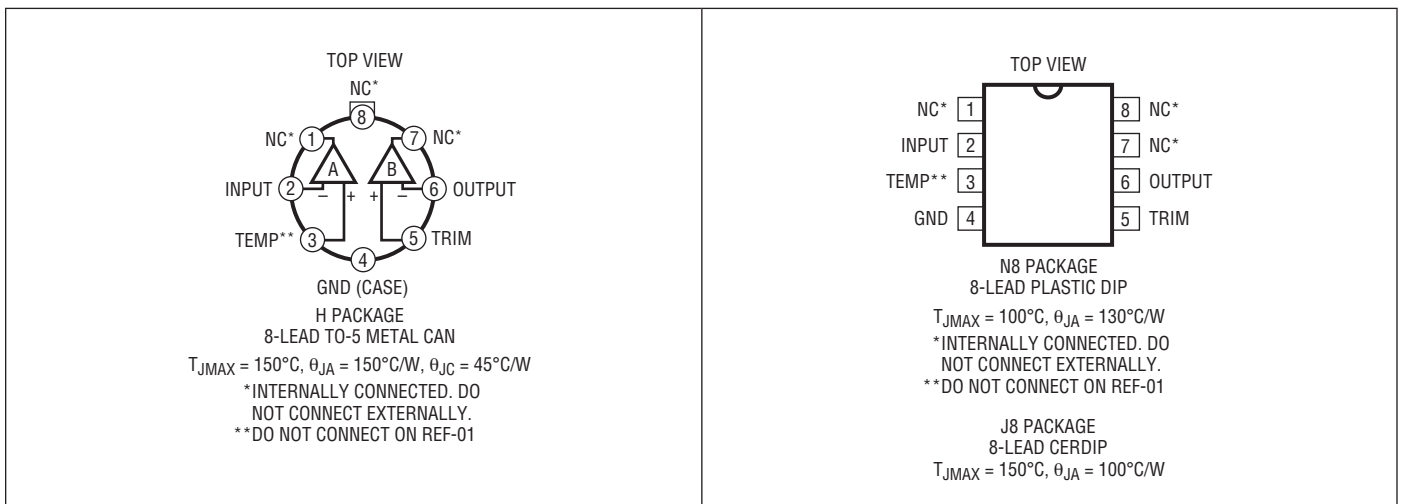 TOP VIEW
NC*
8
NC* 1 7 NC*
A B
INPUT 2 – + + – 6 OUTPUT
TEMP** 3 5 TRIM
4
GND (CASE)
H PACKAGE
8-LEAD TO-5 METAL CAN
TJMAX = 150°C, θJA = 150°C/W, θJC = 45°C/W
*INTERNALLY CONNECTED. DO
NOT CONNECT EXTERNALLY.
**DO NOT CONNECT ON REF-01
TOP VIEW
NC* 1 8 NC*
INPUT 2 7 NC*
TEMP** 3 6 OUTPUT
GND 4 5 TRIM
N8 PACKAGE
8-LEAD PLASTIC DIP
TJMAX = 100°C, θJA = 130°C/W
*INTERNALLY CONNECTED. DO
NOT CONNECT EXTERNALLY.
**DO NOT CONNECT ON REF-01
J8 PACKAGE
8-LEAD CERDIP
TJMAX = 150°C, θJA = 100°C/W